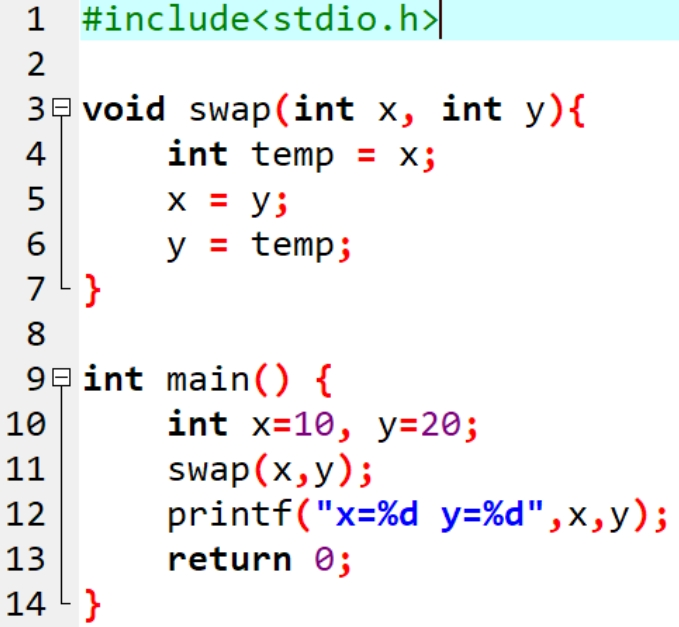 1 #include<stdio.h>
2
3 void swap(int x, int y){
4     int temp = x;
5     x = y;
6     y = temp;
7 }
8
9 int main() {
10     int x=10, y=20;
11     swap(x,y);
12     printf("x=%d y=%d",x,y);
13     return 0;
14 }